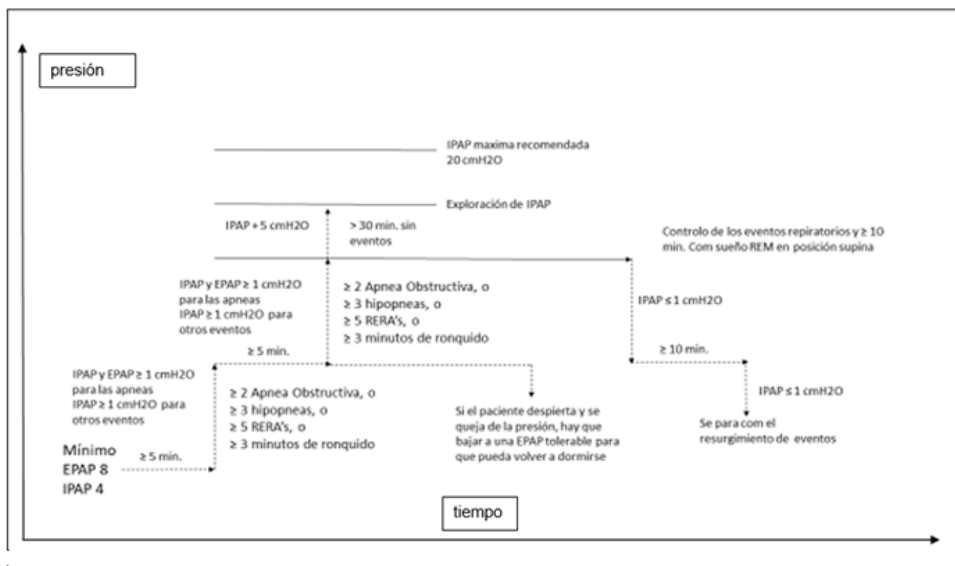 presión
IPAP maxima recomendada
20 cmH2O
Exploración de IPAP
IPAP + 5 cmH2O
> 30 min. sin
eventos
Controlo de los eventos repiratorios y ≥ 10
min. Com sueño REM en posición supina
IPAP y EPAP ≥ 1 cmH2O
para las apneas
IPAP ≥ 1 cmH2O para
otros eventos
≥ 2 Apnea Obstructiva, o
≥ 3 hipopneas, o
≥ 5 RERA's, o
≥ 3 minutos de ronquido
IPAP ≤ 1 cmH2O
≥ 5 min.
≥ 10 min.
IPAP y EPAP ≥ 1 cmH2O
para las apneas
IPAP ≥ 1 cmH2O para
otros eventos
≥ 2 Apnea Obstructiva, o
≥ 3 hipopneas, o
≥ 5 RERA's, o
≥ 3 minutos de ronquido
Si el paciente despierta y se
queja de la presión, hay que
bajar a una EPAP tolerable para
que pueda volver a dormirse
IPAP ≤ 1 cmH2O
Se para com el
resurgimiento de eventos
Mínimo
EPAP 8
IPAP 4
≥ 5 min.
tiempo